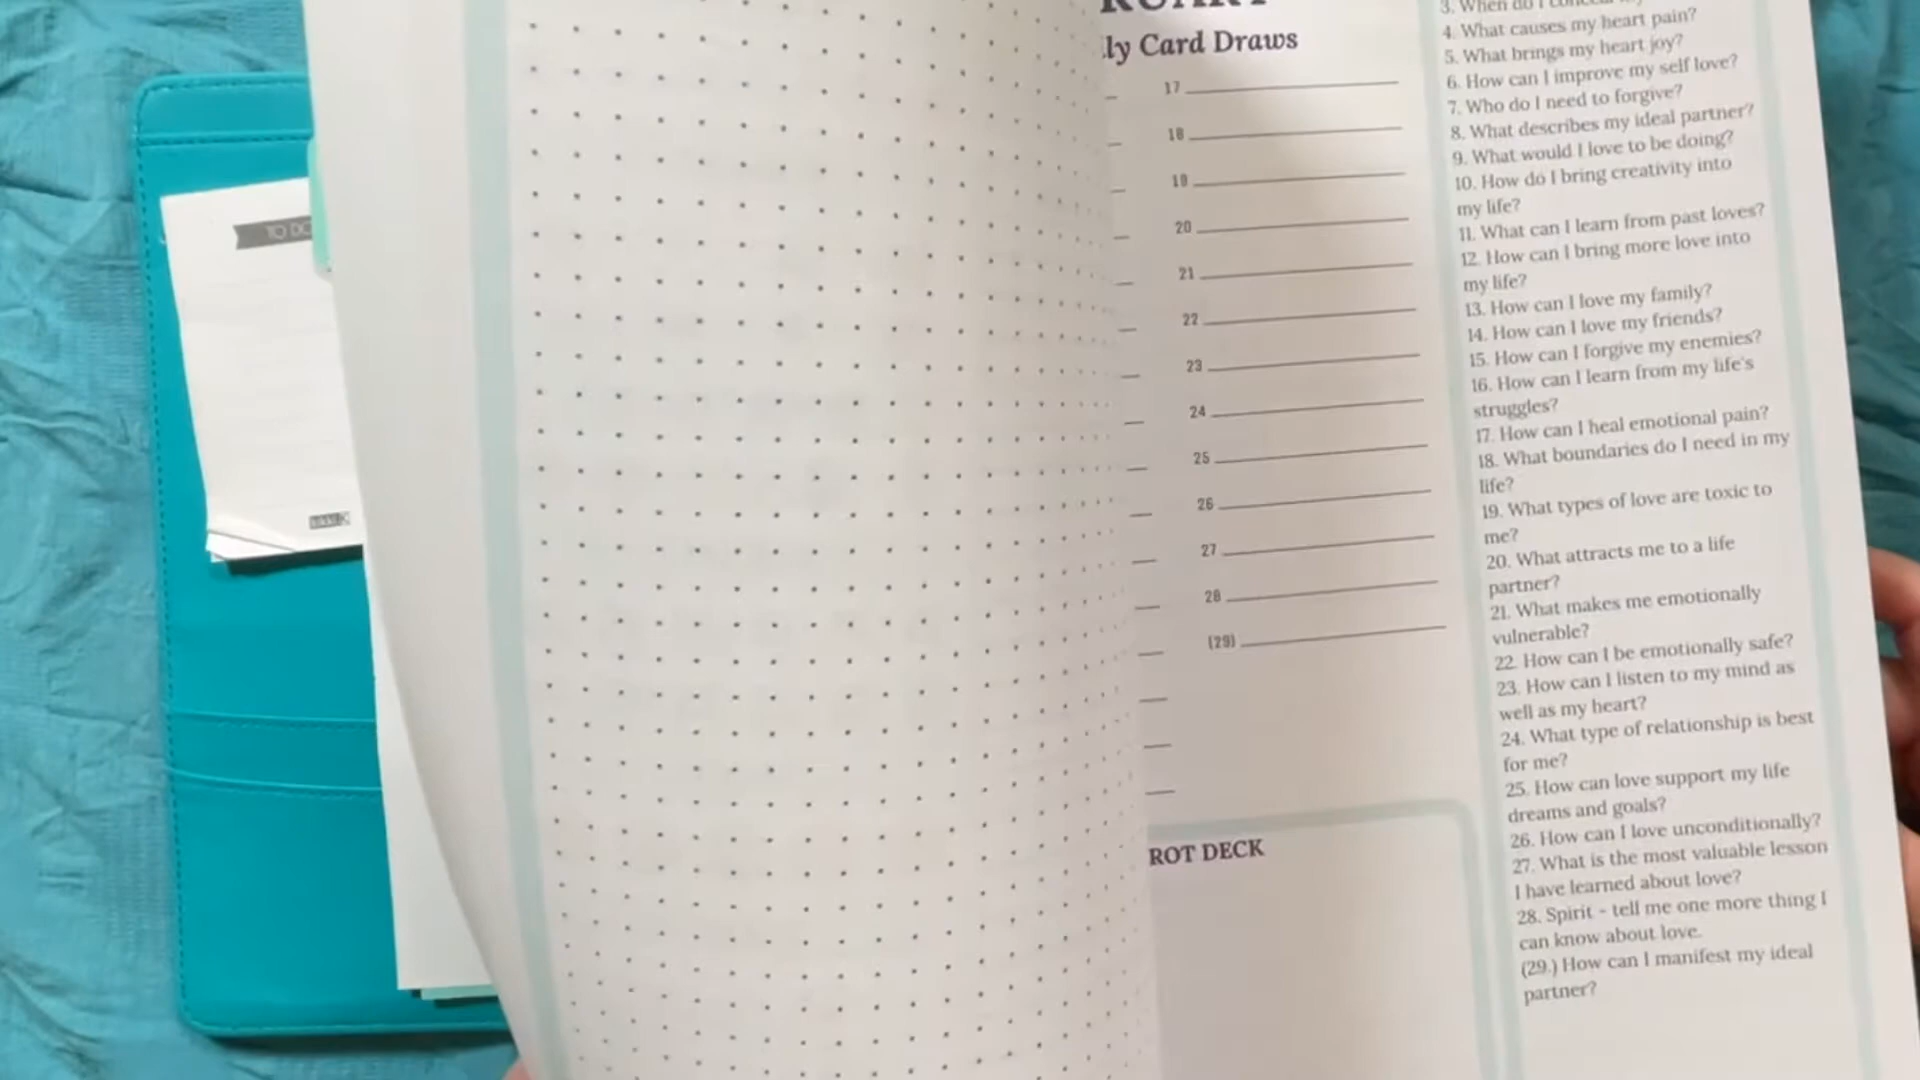 TO DO
ly Card Draws
17
18
19
20
21
22
23
24
25
26
27
28
(29)
ROT DECK
3. When do I
4. What causes my heart pain?
5. What brings my heart joy?
6. How can I improve my self love?
7. Who do I need to forgive?
8. What describes my ideal partner?
9. What would I love to be doing?
10. How do I bring creativity into
my life?
11. What can I learn from past loves?
12. How can I bring more love into
my life?
13. How can I love my family?
14. How can I love my friends?
15. How can I forgive my enemies?
16. How can I learn from my life's
struggles?
17. How can I heal emotional pain?
18. What boundaries do I need in my
life?
19. What types of love are toxic to
me?
20. What attracts me to a life
partner?
21. What makes me emotionally
vulnerable?
22. How can I be emotionally safe?
23. How can I listen to my mind as
well as my heart?
24. What type of relationship is best
for me?
25. How can love support my life
dreams and goals?
26. How can I love unconditionally?
27. What is the most valuable lesson
I have learned about love?
28. Spirit - tell me one more thing I
can know about love.
(29.) How can I manifest my ideal
partner?